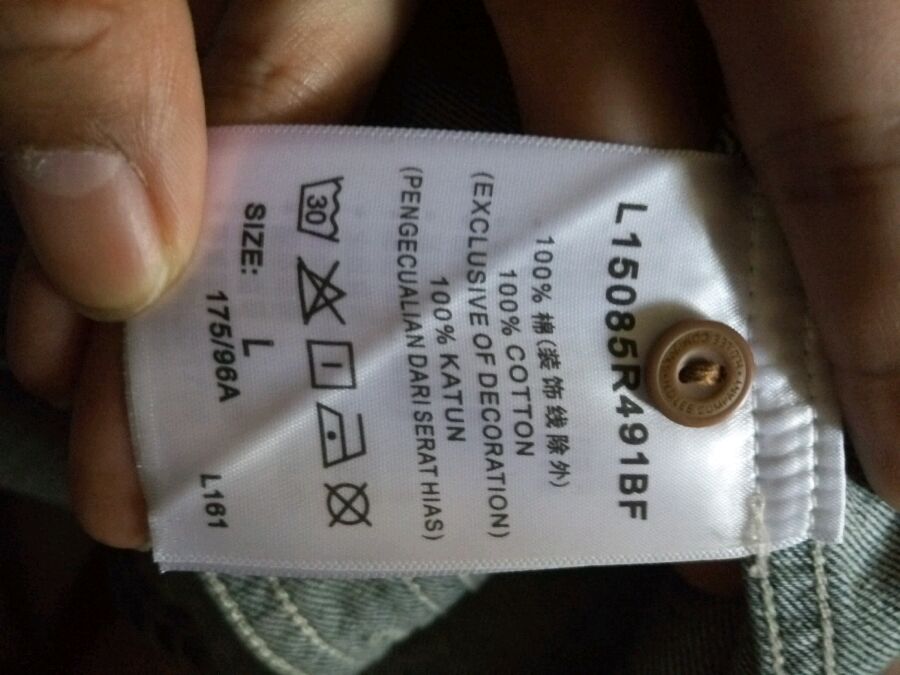 L15085R491BF
100% 棉(装饰线除外)
100% COTTON
(EXCLUSIVE OF DECORATION)
100% KATUN
(PENGECUALIAN DARI SERAT HIAS)
30
SIZE: L
175/96A
L161